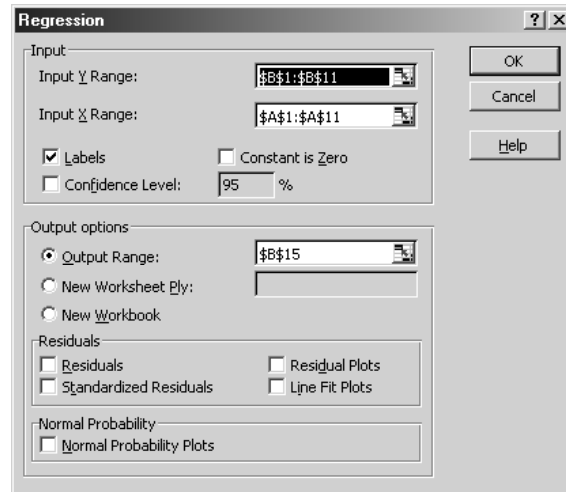 Regression
Input
Input Y Range: $B$1:$B$11
Input X Range: $A$1:$A$11
Labels Constant is Zero
Confidence Level: 95 %
OK
Cancel
Help
Output options
Output Range: $B$15
New Worksheet Ply:
New Workbook
Residuals
Residuals Residual Plots
Standardized Residuals Line Fit Plots
Normal Probability
Normal Probability Plots